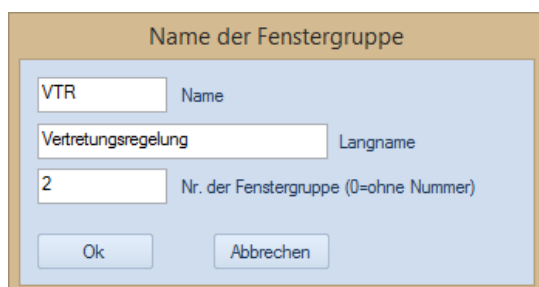 Name der Fenstergruppe
VTR Name
Vertretungsregelung Langname
2 Nr. der Fenstergruppe (0=ohne Nummer)
Ok Abbrechen